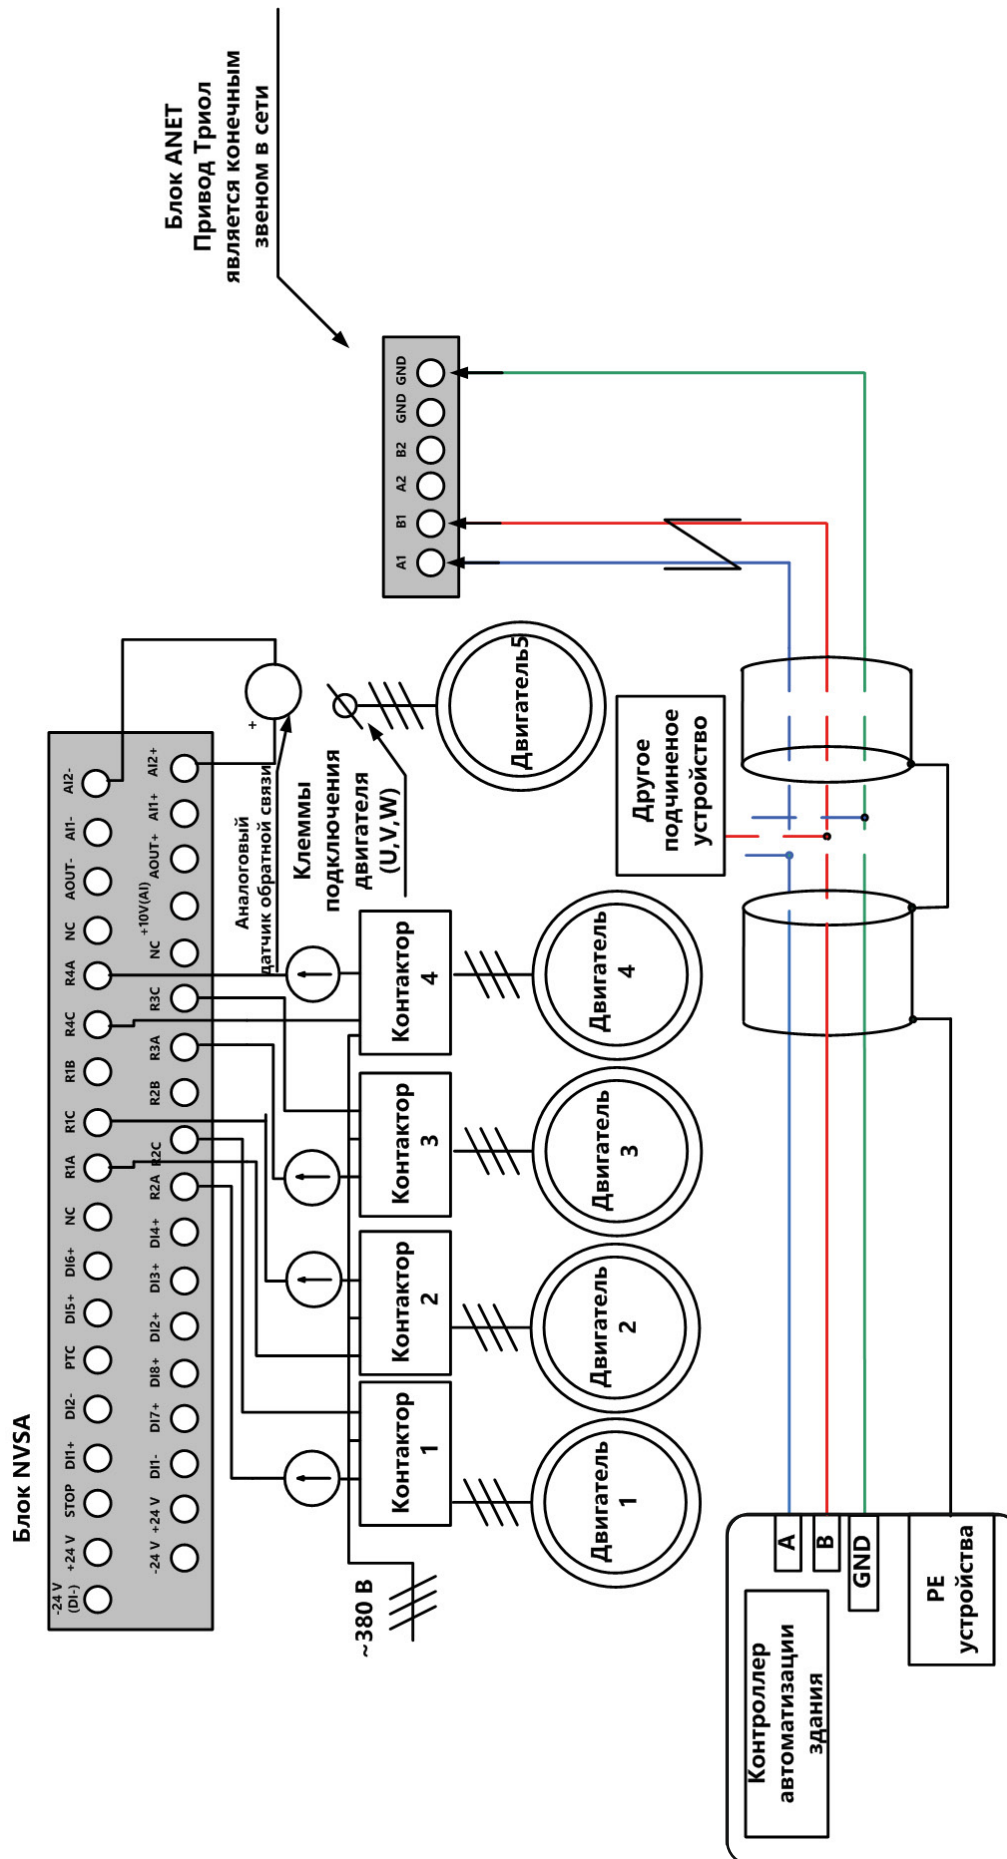 Блок NVSA
-24 V
(DI-)
+24 V
STOP
DI1+
DI2-
PTC
DI5+
DI6+
NC
R1A
R1C
R1B
R4C
R4A
NC
AOUT-
AI1-
AI2-
-24 V
+24 V
DI1-
DI7+
DI8+
DI2+
DI3+
DI4+
R2A
R2C
R2B
R3A
R3C
NC
+10V(AI)
AOUT+
AI1+
AI2+
+
Аналоговый
датчик обратной связи
Клеммы
подключения
двигателя
(U,V,W)
~380 В
Контактор
1
Контактор
2
Контактор
3
Контактор
4
Двигатель
1
Двигатель
2
Двигатель
3
Двигатель
4
Двигатель5
Блок ANET
Привод Триол
является конечным
звеном в сети
A1
B1
A2
B2
GND
GND
Другое
подчиненое
устройство
Контроллер
автоматизации
здания
A
B
GND
PE
устройства